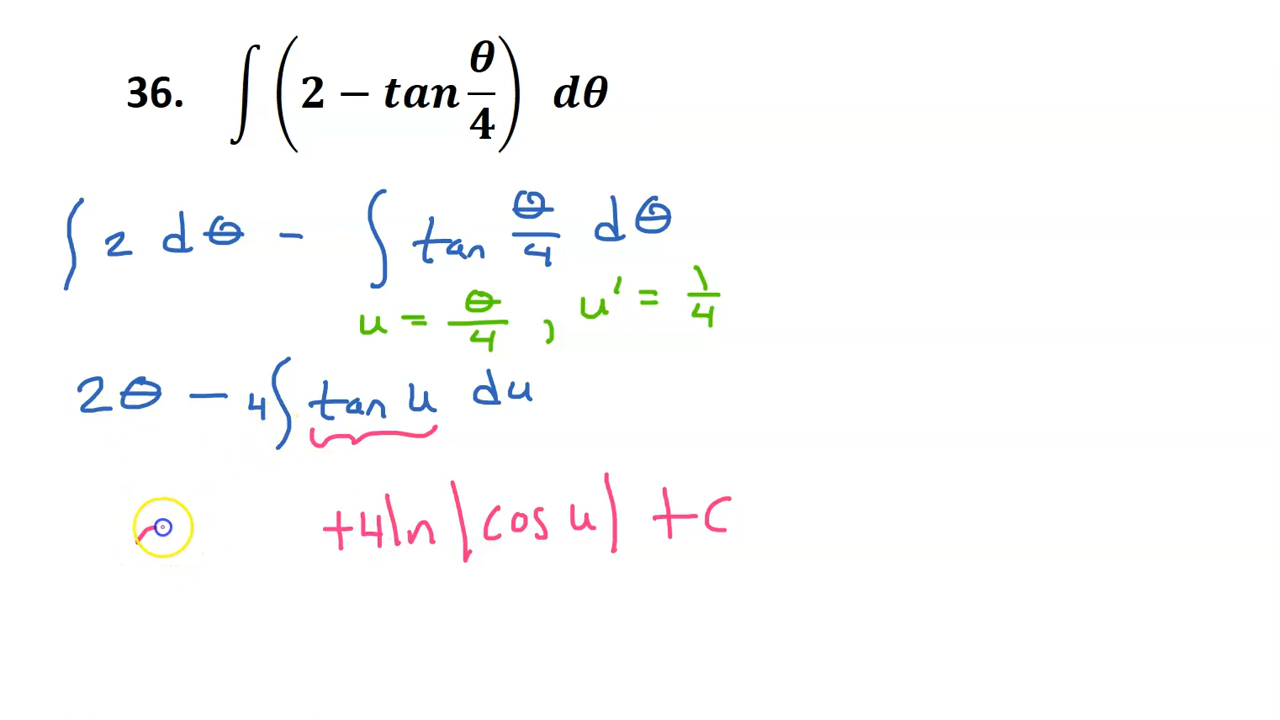 36. ∫ (2 − tan θ/4) dθ
∫ 2 dθ − ∫ tan θ/4 dθ
u = θ/4 , u' = 1/4
2θ − 4∫ tan u du
+4ln |cos u| + C